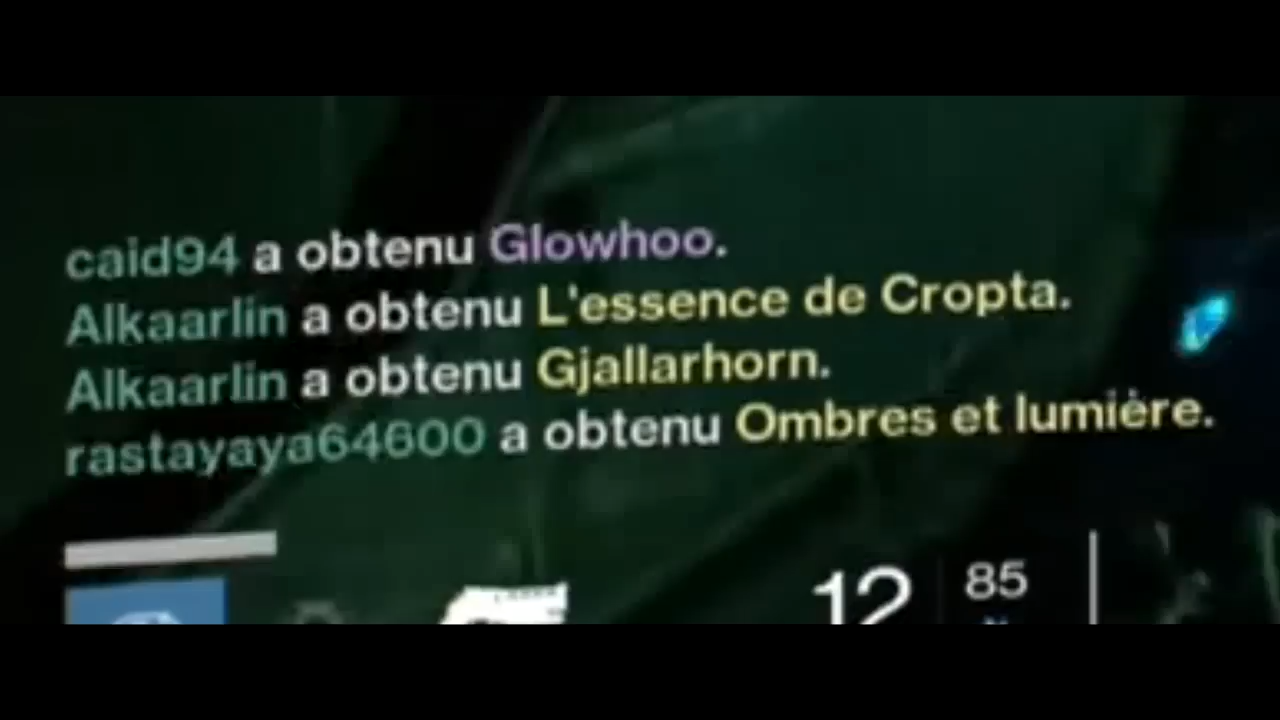 caid94 a obtenu Glowhoo.
Alkaarlin a obtenu L'essence de Cropta.
Alkaarlin a obtenu Gjallarhorn.
rastayaya64600 a obtenu Ombres et lumière.
12
85